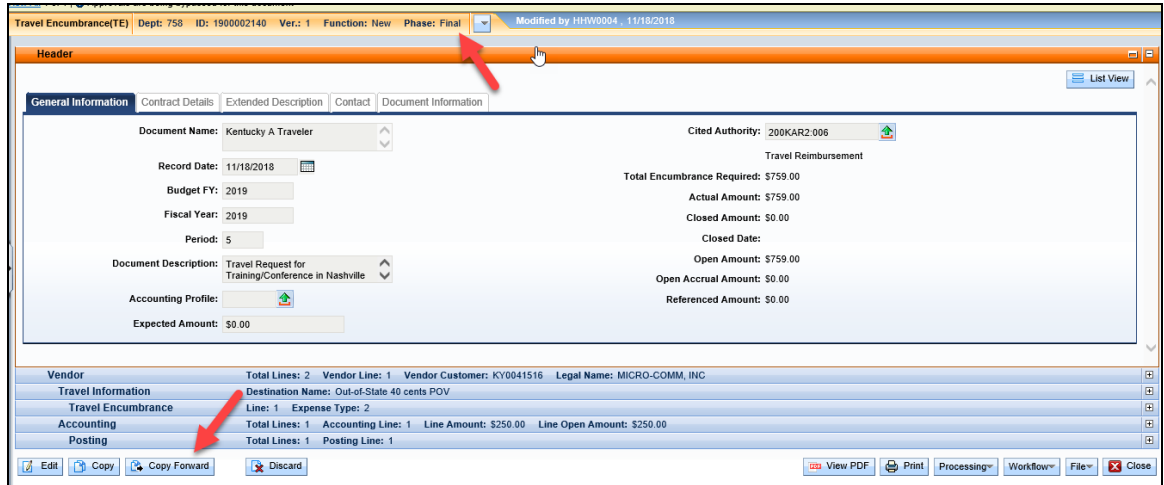 Travel Encumbrance(TE) Dept: 758 ID: 1900002140 Ver.: 1 Function: New Phase: Final Modified by HHW0004 , 11/18/2018
Header
List View
General Information Contract Details Extended Description Contact Document Information
Document Name: Kentucky A Traveler
Record Date: 11/18/2018
Budget FY: 2019
Fiscal Year: 2019
Period: 5
Document Description: Travel Request for
Training/Conference in Nashville
Accounting Profile:
Expected Amount: $0.00
Cited Authority: 200KAR2:006
Travel Reimbursement
Total Encumbrance Required: $759.00
Actual Amount: $759.00
Closed Amount: $0.00
Closed Date:
Open Amount: $759.00
Open Accrual Amount: $0.00
Referenced Amount: $0.00
Vendor Total Lines: 2 Vendor Line: 1 Vendor Customer: KY0041516 Legal Name: MICRO-COMM, INC
Travel Information Destination Name: Out-of-State 40 cents POV
Travel Encumbrance Line: 1 Expense Type: 2
Accounting Total Lines: 1 Accounting Line: 1 Line Amount: $250.00 Line Open Amount: $250.00
Posting Total Lines: 1 Posting Line: 1
Edit Copy Copy Forward Discard View PDF Print Processing Workflow File Close